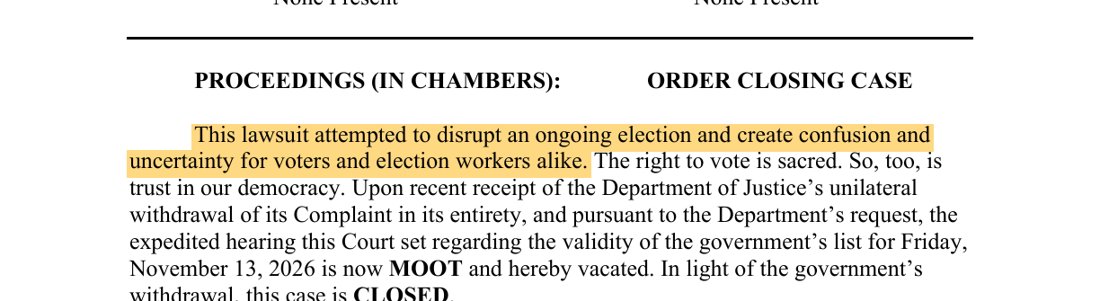 None Present None Present
PROCEEDINGS (IN CHAMBERS): ORDER CLOSING CASE
This lawsuit attempted to disrupt an ongoing election and create confusion and
uncertainty for voters and election workers alike. The right to vote is sacred. So, too, is
trust in our democracy. Upon recent receipt of the Department of Justice’s unilateral
withdrawal of its Complaint in its entirety, and pursuant to the Department’s request, the
expedited hearing this Court set regarding the validity of the government’s list for Friday,
November 13, 2026 is now MOOT and hereby vacated. In light of the government’s
withdrawal, this case is CLOSED.